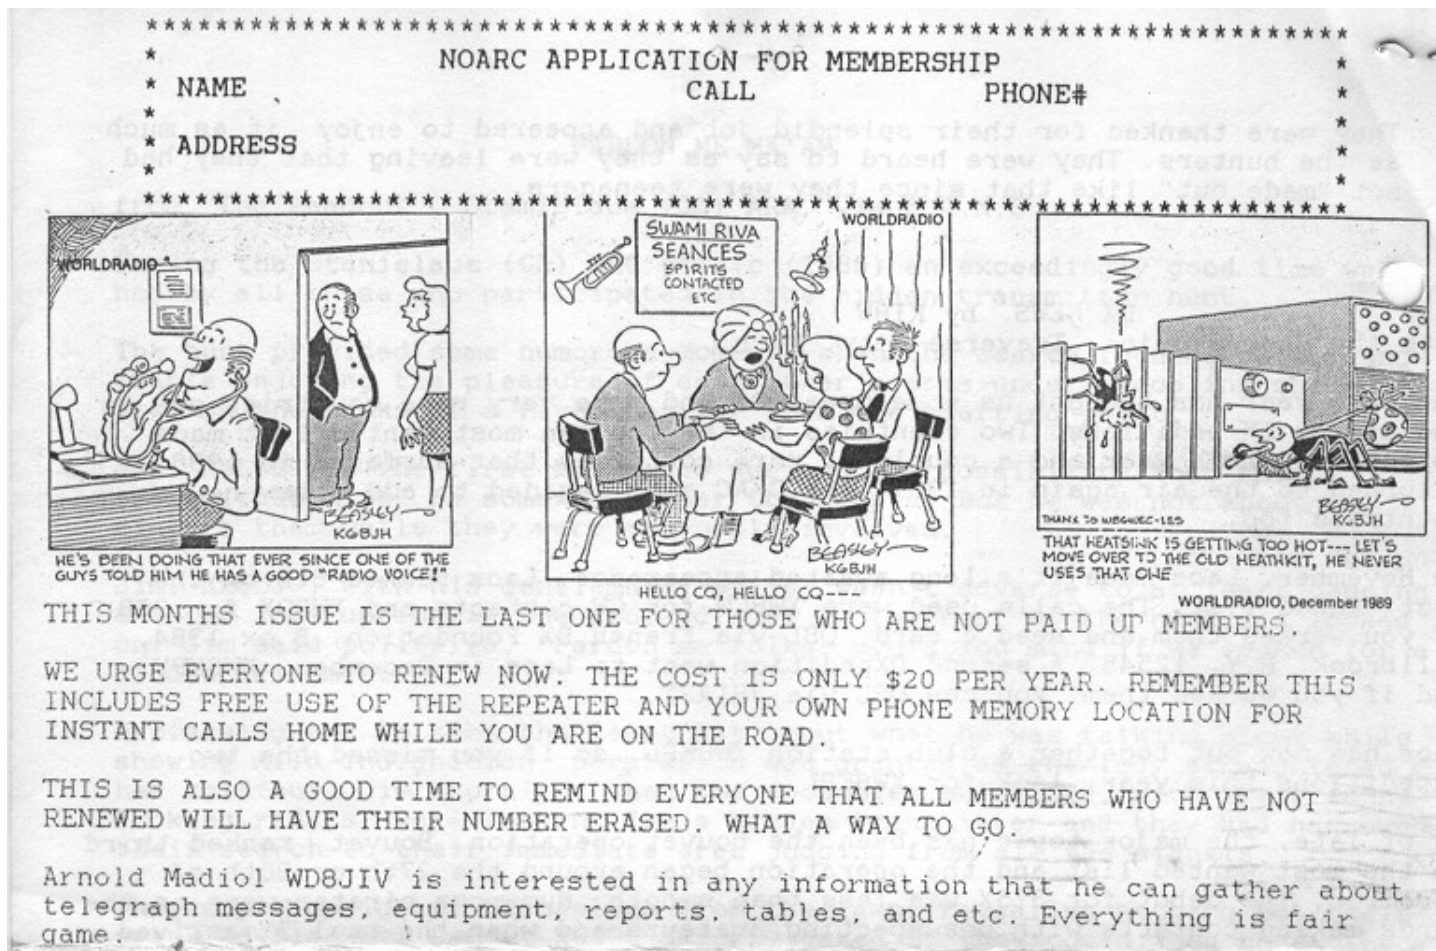 NOARC APPLICATION FOR MEMBERSHIP
NAME CALL PHONE#
ADDRESS
WORLDRADIO
BEASLEY
KG6JH
HE'S BEEN DOING THAT EVER SINCE ONE OF THE
GUYS TOLD HIM HE HAS A GOOD "RADIO VOICE!"
WORLDRADIO
SWAMI RIVA
SEANCES
SPIRITS
CONTACTED
ETC
BEASLEY
KG6JH
HELLO CQ, HELLO CQ---
THANX TO WB6WEC-LES
BEASLEY
KG6JH
THAT HEATSINK IS GETTING TOO HOT--- LET'S
MOVE OVER TO THE OLD HEATHKIT, HE NEVER
USES THAT ONE
WORLDRADIO, December 1989
THIS MONTHS ISSUE IS THE LAST ONE FOR THOSE WHO ARE NOT PAID UP MEMBERS.
WE URGE EVERYONE TO RENEW NOW. THE COST IS ONLY $20 PER YEAR. REMEMBER THIS
INCLUDES FREE USE OF THE REPEATER AND YOUR OWN PHONE MEMORY LOCATION FOR
INSTANT CALLS HOME WHILE YOU ARE ON THE ROAD.
THIS IS ALSO A GOOD TIME TO REMIND EVERYONE THAT ALL MEMBERS WHO HAVE NOT
RENEWED WILL HAVE THEIR NUMBER ERASED. WHAT A WAY TO GO.
Arnold Madiol WD8JIV is interested in any information that he can gather about
telegraph messages, equipment, reports, tables, and etc. Everything is fair
game.